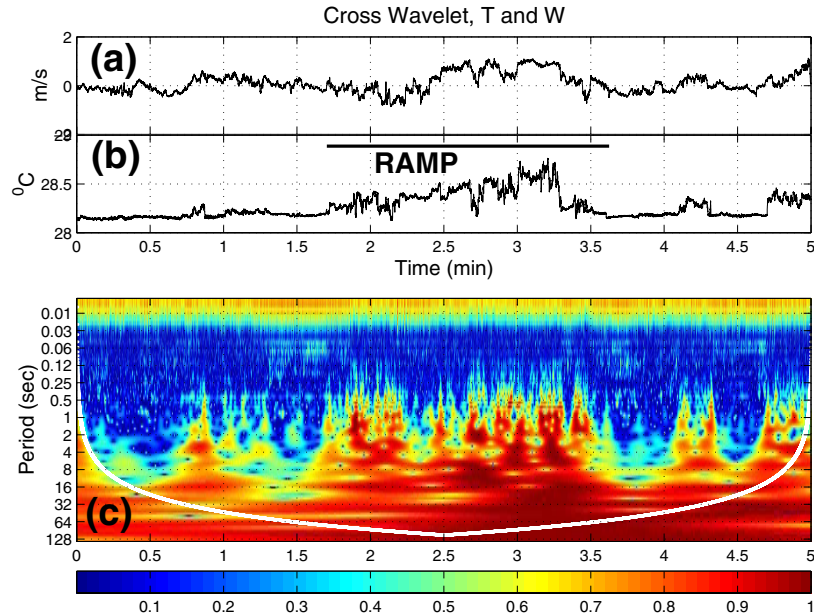 Cross Wavelet, T and W
(a)
m/s
2
0
-2
(b)
RAMP
⁰C
29
28.5
28
0 0.5 1 1.5 2 2.5 3 3.5 4 4.5 5
Time (min)
(c)
Period (sec)
0.01
0.03
0.06
0.12
0.25
0.5
1
2
4
8
16
32
64
128
0 0.5 1 1.5 2 2.5 3 3.5 4 4.5 5
0.1 0.2 0.3 0.4 0.5 0.6 0.7 0.8 0.9 1